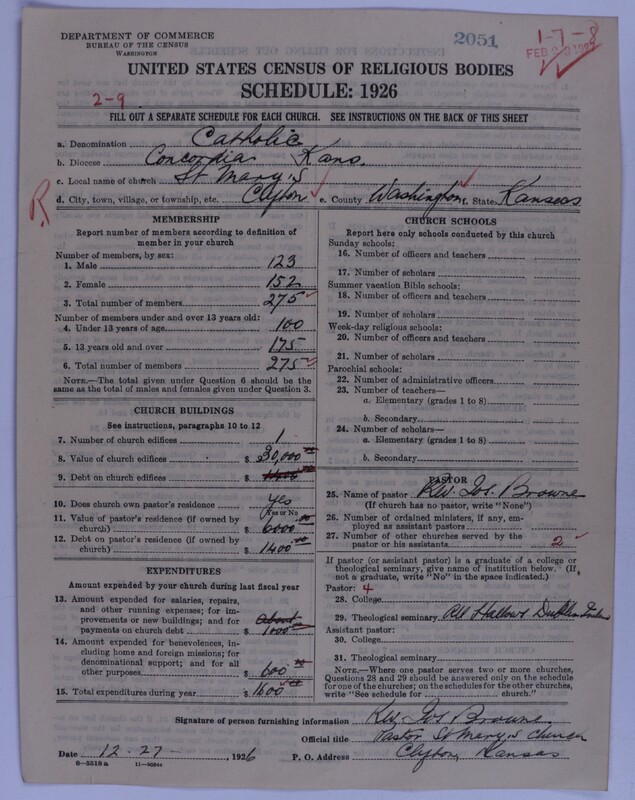 DEPARTMENT OF COMMERCE
BUREAU OF THE CENSUS
WASHINGTON
2051
1-7-8
UNITED STATES CENSUS OF RELIGIOUS BODIES
SCHEDULE: 1926
2-9
FILL OUT A SEPARATE SCHEDULE FOR EACH CHURCH. SEE INSTRUCTIONS ON THE BACK OF THIS SHEET
a. Denomination Catholic
b. Diocese Concordia Kans.
c. Local name of church St Mary's
d. City, town, village, or township, etc. Clyton e. County Washington f. State Kansas
MEMBERSHIP
Report number of members according to definition of
member in your church
Number of members, by sex:
1. Male 123
2. Female 152
3. Total number of members 275
Number of members under and over 13 years old:
4. Under 13 years of age 100
5. 13 years old and over 175
6. Total number of members 275
NOTE.—The total given under Question 6 should be the
same as the total of males and females given under Question 3.
CHURCH BUILDINGS
See instructions, paragraphs 10 to 12
7. Number of church edifices 1
8. Value of church edifices $ 30,000 00
9. Debt on church edifices $ 1400 00
10. Does church own pastor's residence yes
Yes or No
11. Value of pastor's residence (if owned by
church) $ 6000 00
12. Debt on pastor's residence (if owned by
church) $ 1400 00
EXPENDITURES
Amount expended by your church during last fiscal year
13. Amount expended for salaries, repairs,
and other running expenses; for im-
provements or new buildings; and for
payments on church debt $ About 1000 00
14. Amount expended for benevolences, in-
cluding home and foreign missions; for
denominational support; and for all
other purposes $ 600 00
15. Total expenditures during year $ 1600 00
CHURCH SCHOOLS
Report here only schools conducted by this church
Sunday schools:
16. Number of officers and teachers
17. Number of scholars
Summer vacation Bible schools:
18. Number of officers and teachers
19. Number of scholars
Week-day religious schools:
20. Number of officers and teachers
21. Number of scholars
Parochial schools:
22. Number of administrative officers
23. Number of teachers—
a. Elementary (grades 1 to 8)
b. Secondary
24. Number of scholars—
a. Elementary (grades 1 to 8)
b. Secondary
PASTOR
25. Name of pastor Rev. Jos. Browne
(If church has no pastor, write "None")
26. Number of ordained ministers, if any, em-
ployed as assistant pastors
27. Number of other churches served by the
pastor or his assistants 2
If pastor (or assistant pastor) is a graduate of a college or
theological seminary, give name of institution below. (If
not a graduate, write "No" in the space indicated.)
Pastor: 4
28. College
29. Theological seminary All Hallows Dublin
Assistant pastor:
30. College
31. Theological seminary
NOTE.—Where one pastor serves two or more churches,
Questions 28 and 29 should be answered only on the schedule
for one of the churches; on the schedules for the other churches,
write "See schedule for church."
Signature of person furnishing information Rev. Jos Browne
Official title Pastor St Mary's Church
Date 12-27-, 1926 P. O. Address Clyton, Kansas